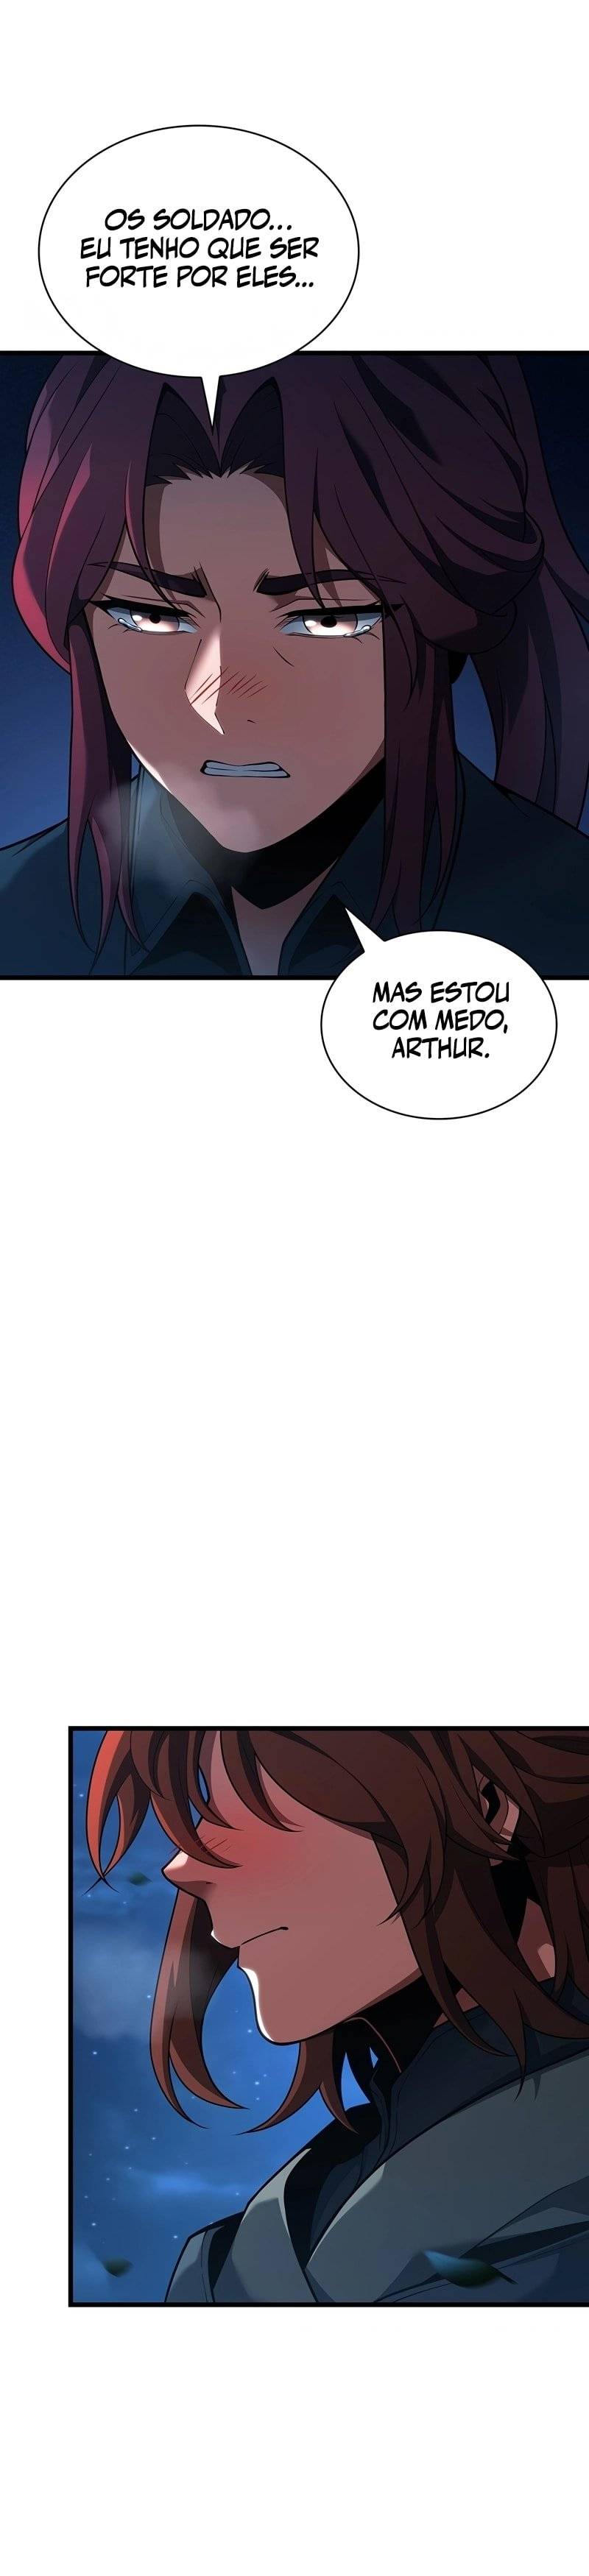 OS SOLDADO...
EU TENHO QUE SER
FORTE POR ELES...
MAS ESTOU
COM MEDO,
ARTHUR.